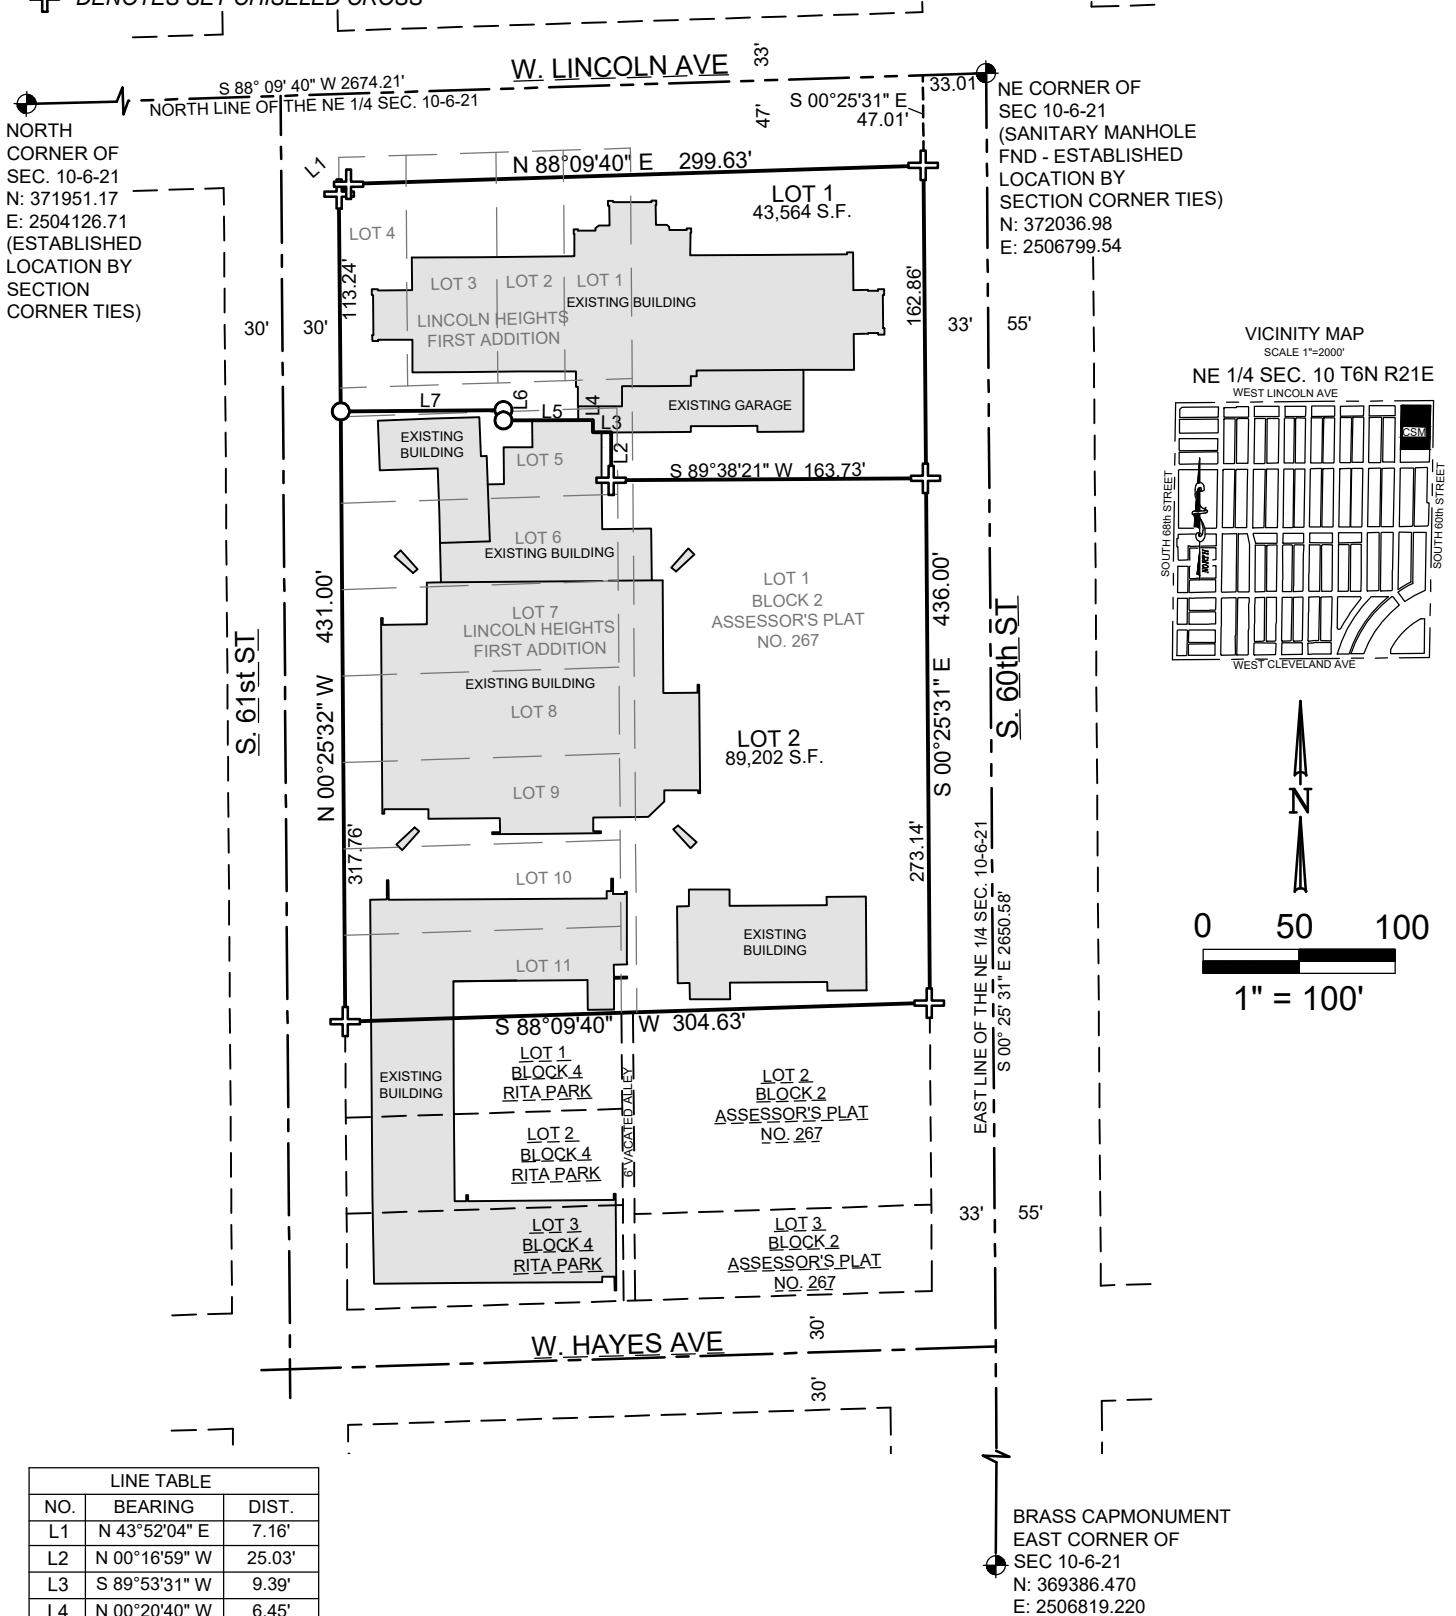 DENOTES SET CHISELED CROSS
W. LINCOLN AVE
33'
S 88° 09' 40" W 2674.21'
NORTH LINE OF THE NE 1/4 SEC. 10-6-21
33.01'
S 00°25'31" E
47.01'
47'
NE CORNER OF
SEC 10-6-21
(SANITARY MANHOLE
FND - ESTABLISHED
LOCATION BY
SECTION CORNER TIES)
N: 372036.98
E: 2506799.54
NORTH
CORNER OF
SEC. 10-6-21
N: 371951.17
E: 2504126.71
(ESTABLISHED
LOCATION BY
SECTION
CORNER TIES)
L1
N 88°09'40" E 299.63'
LOT 1
43,564 S.F.
LOT 4
113.24'
LOT 3
LOT 2
LOT 1
EXISTING BUILDING
LINCOLN HEIGHTS
FIRST ADDITION
162.86'
30'
30'
33'
55'
L7
L6
L5
L4
L3
L2
EXISTING GARAGE
EXISTING
BUILDING
LOT 5
S 89°38'21" W 163.73'
LOT 6
EXISTING BUILDING
LOT 1
BLOCK 2
ASSESSOR'S PLAT
NO. 267
LOT 7
LINCOLN HEIGHTS
FIRST ADDITION
EXISTING BUILDING
LOT 8
LOT 2
89,202 S.F.
LOT 9
S. 61st ST
N 00°25'32" W 431.00'
317.76'
S 00°25'31" E 436.00'
273.14'
S. 60th ST
EAST LINE OF THE NE 1/4 SEC. 10-6-21
S 00° 25' 31" E 2650.58'
LOT 10
EXISTING
BUILDING
LOT 11
S 88°09'40" W 304.63'
EXISTING
BUILDING
LOT 1
BLOCK 4
RITA PARK
6' VACATED ALLEY
LOT 2
BLOCK 2
ASSESSOR'S PLAT
NO. 267
LOT 2
BLOCK 4
RITA PARK
33'
55'
LOT 3
BLOCK 4
RITA PARK
LOT 3
BLOCK 2
ASSESSOR'S PLAT
NO. 267
W. HAYES AVE
30'
30'
VICINITY MAP
SCALE 1"=2000'
NE 1/4 SEC. 10 T6N R21E
WEST LINCOLN AVE
CSM
SOUTH 68th STREET
SOUTH 60th STREET
WEST CLEVELAND AVE
N
0 50 100
1" = 100'
LINE TABLE
NO. BEARING DIST.
L1 N 43°52'04" E 7.16'
L2 N 00°16'59" W 25.03'
L3 S 89°53'31" W 9.39'
L4 N 00°20'40" W 6.45'
BRASS CAPMONUMENT
EAST CORNER OF
SEC 10-6-21
N: 369386.470
E: 2506819.220